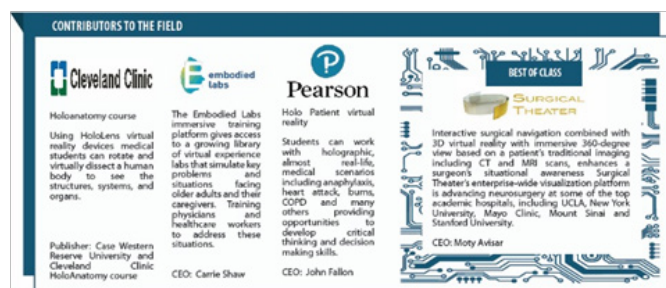 CONTRIBUTORS TO THE FIELD
Cleveland Clinic
Holoanatomy course
Using HoloLens virtual
reality devices medical
students can rotate and
virtually dissect a human
body to see the
structures, systems, and
organs.
Publisher: Case Western
Reserve University and
Cleveland Clinic
HoloAnatomy course
embodied
labs
The Embodied Labs
immersive training
platform gives access
to a growing library
of virtual experience
labs that simulate key
problems and
situations facing
older adults and their
caregivers. Training
physicians and
healthcare workers
to address these
situations.
CEO: Carrie Shaw
Pearson
Holo Patient virtual
reality
Students can work
with holographic,
almost real-life,
medical scenarios
including anaphylaxis,
heart attack, burns,
COPD and many
others providing
opportunities to
develop critical
thinking and decision
making skills.
CEO: John Fallon
BEST OF CLASS
SURGICAL
THEATER
Interactive surgical navigation combined with
3D virtual reality with immersive 360-degree
view based on a patient's traditional imaging
including CT and MRI scans, enhances a
surgeon's situational awareness Surgical
Theater's enterprise-wide visualization platform
is advancing neurosurgery at some of the top
academic hospitals, including UCLA, New York
University, Mayo Clinic, Mount Sinai and
Stanford University.
CEO: Moty Avisar